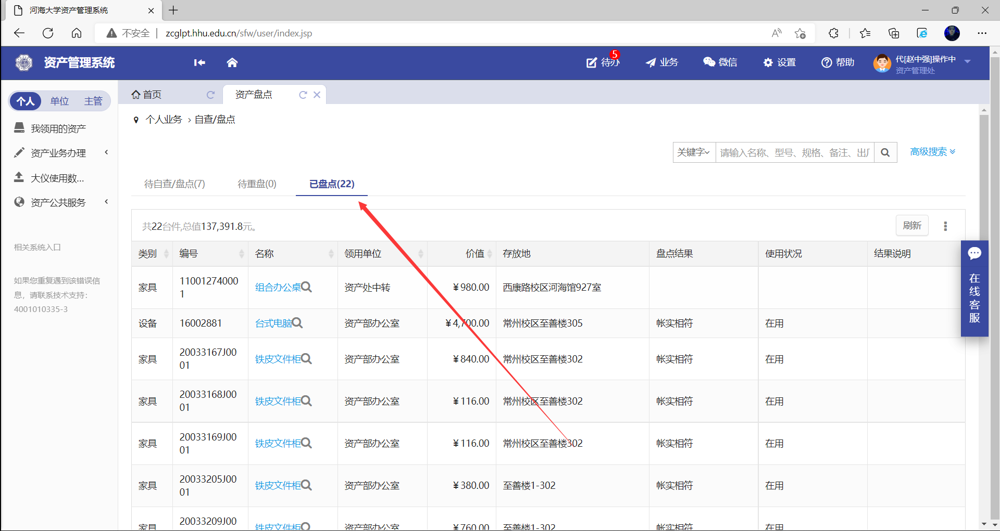 河海大学资产管理系统
不安全 zcglpt.hhu.edu.cn/sfw/user/index.jsp
资产管理系统
待办
5
业务
微信
设置
帮助
代[赵中强]操作中
资产管理处
个人 单位 主管
我领用的资产
资产业务办理
大仪使用数...
资产公共服务
相关系统入口
如果您重复遇到该错误信
息，请联系技术支持：
4001010335-3
首页
资产盘点
个人业务 › 自查/盘点
关键字 请输入名称、型号、规格、备注、出厂
高级搜索
待自查/盘点(7) 待重盘(0) 已盘点(22)
共22台件,总值137,391.8元。
刷新
类别 编号 名称 领用单位 价值 存放地 盘点结果 使用状况 结果说明
家具 110012740001 组合办公桌 资产处中转 ¥980.00 西康路校区河海馆927室
设备 16002881 台式电脑 资产部办公室 ¥4,700.00 常州校区至善楼305 帐实相符 在用
家具 20033167J0001 铁皮文件柜 资产部办公室 ¥840.00 常州校区至善楼302 帐实相符 在用
家具 20033168J0001 铁皮文件柜 资产部办公室 ¥116.00 常州校区至善楼302 帐实相符 在用
家具 20033169J0001 铁皮文件柜 资产部办公室 ¥116.00 常州校区至善楼302 帐实相符 在用
家具 20033205J0001 铁皮文件柜 资产部办公室 ¥380.00 至善楼1-302 帐实相符 在用
家具 20033209J00 铁皮文件柜 资产部办公室 ¥760.00 至善楼1-302 帐实相符 在用
在线客服